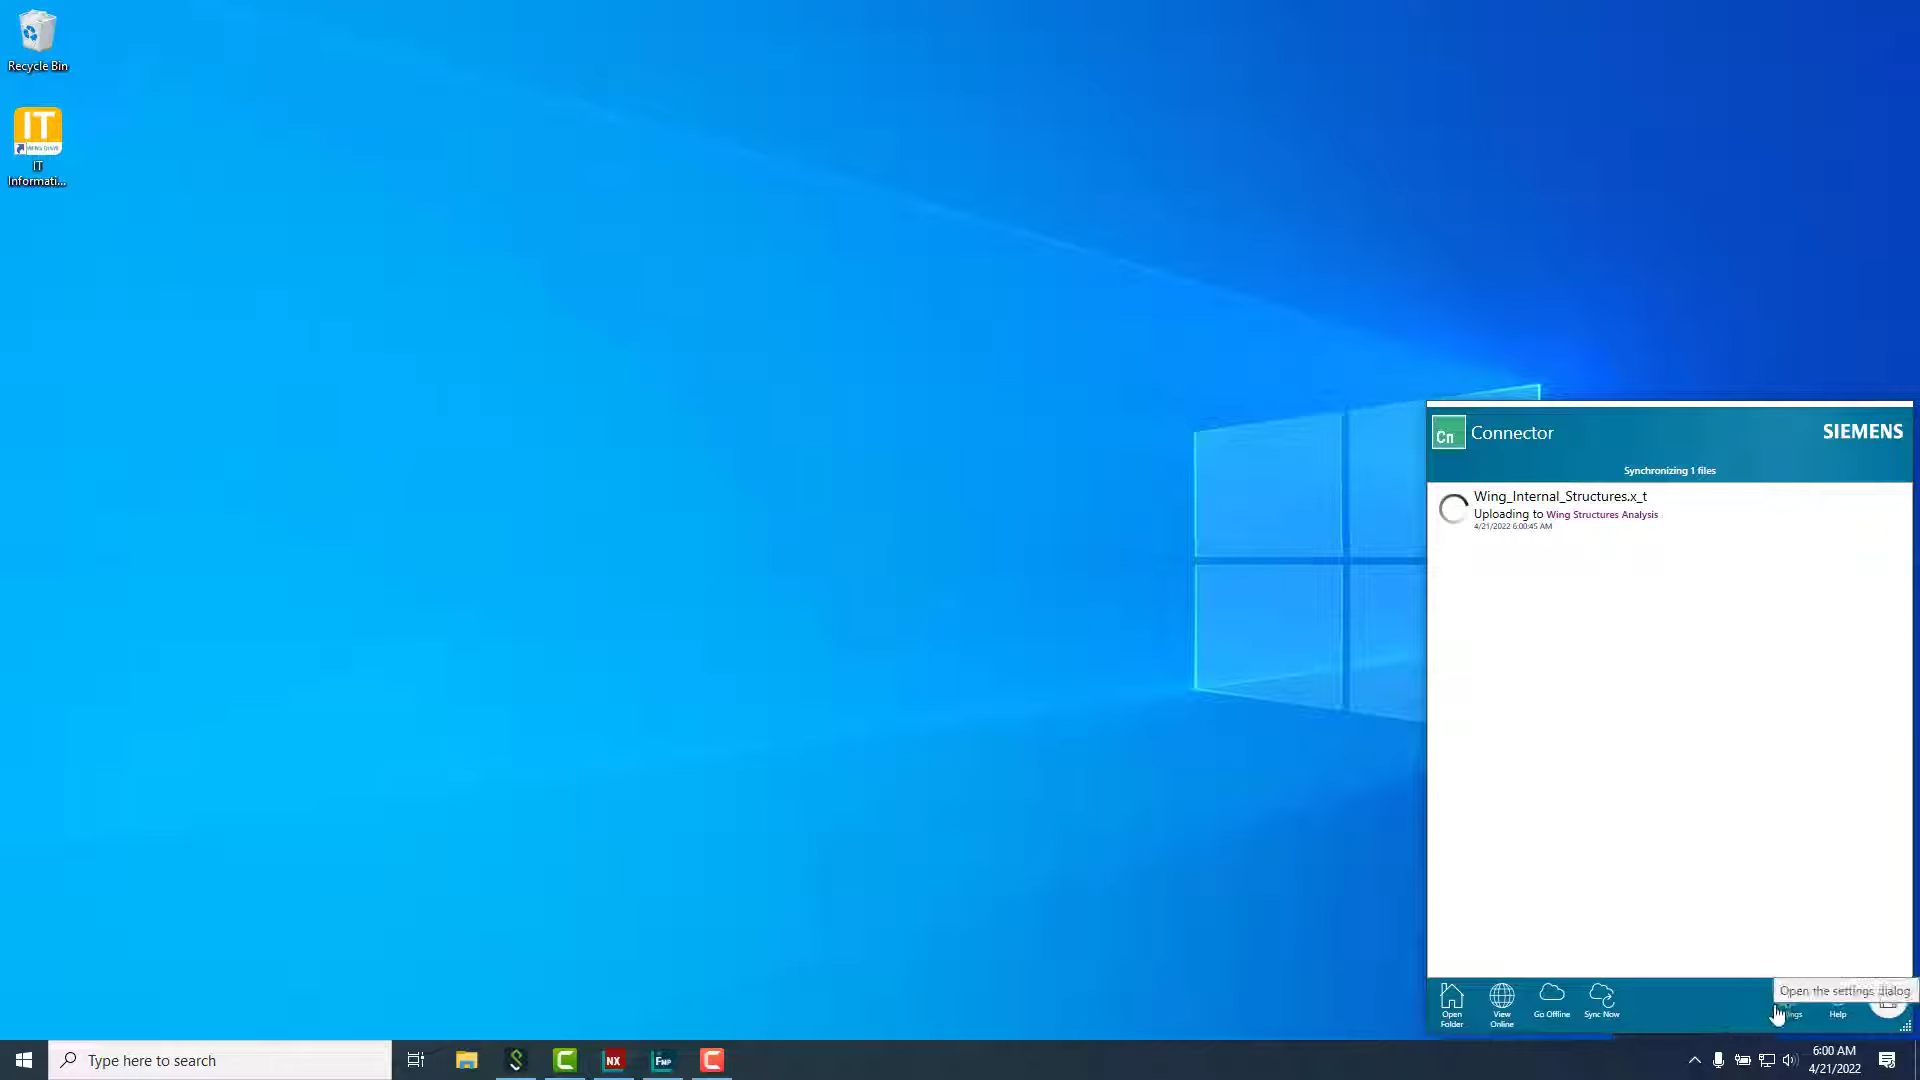 Recycle Bin
IT
IT
Informati...
Cn
Connector
SIEMENS
Synchronizing 1 files
Wing_Internal_Structures.x_t
Uploading to Wing Structures Analysis
4/21/2022 6:00:45 AM
Open the settings dialog
Open
Folder
View
Online
Go Offline
Sync Now
Help
Type here to search
NX
FMP
6:00 AM
4/21/2022